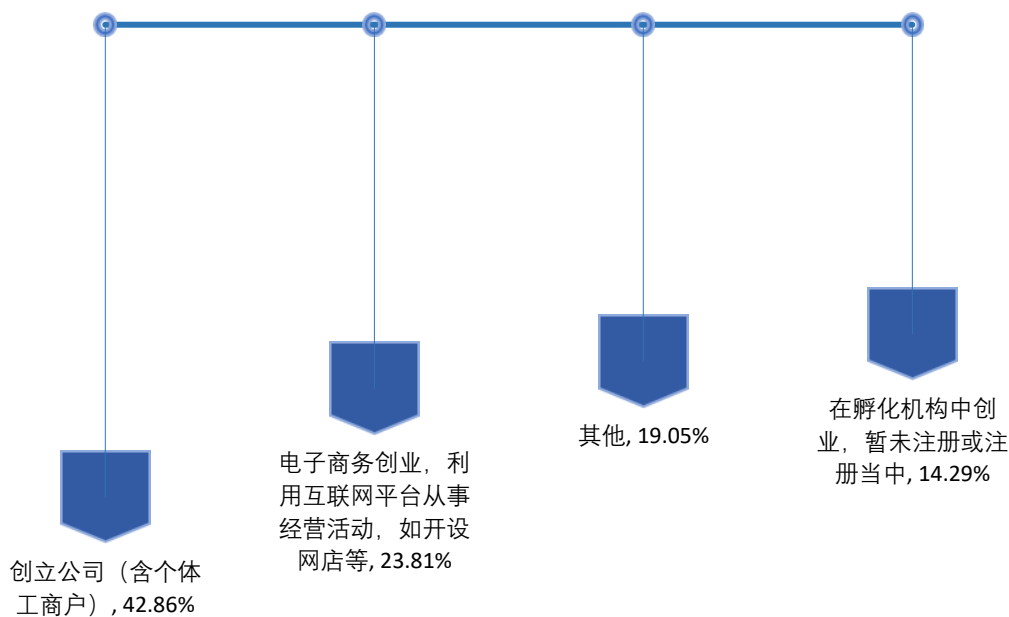 创立公司（含个体
工商户）, 42.86%
电子商务创业，利
用互联网平台从事
经营活动，如开设
网店等, 23.81%
其他, 19.05%
在孵化机构中创
业，暂未注册或注
册当中, 14.29%